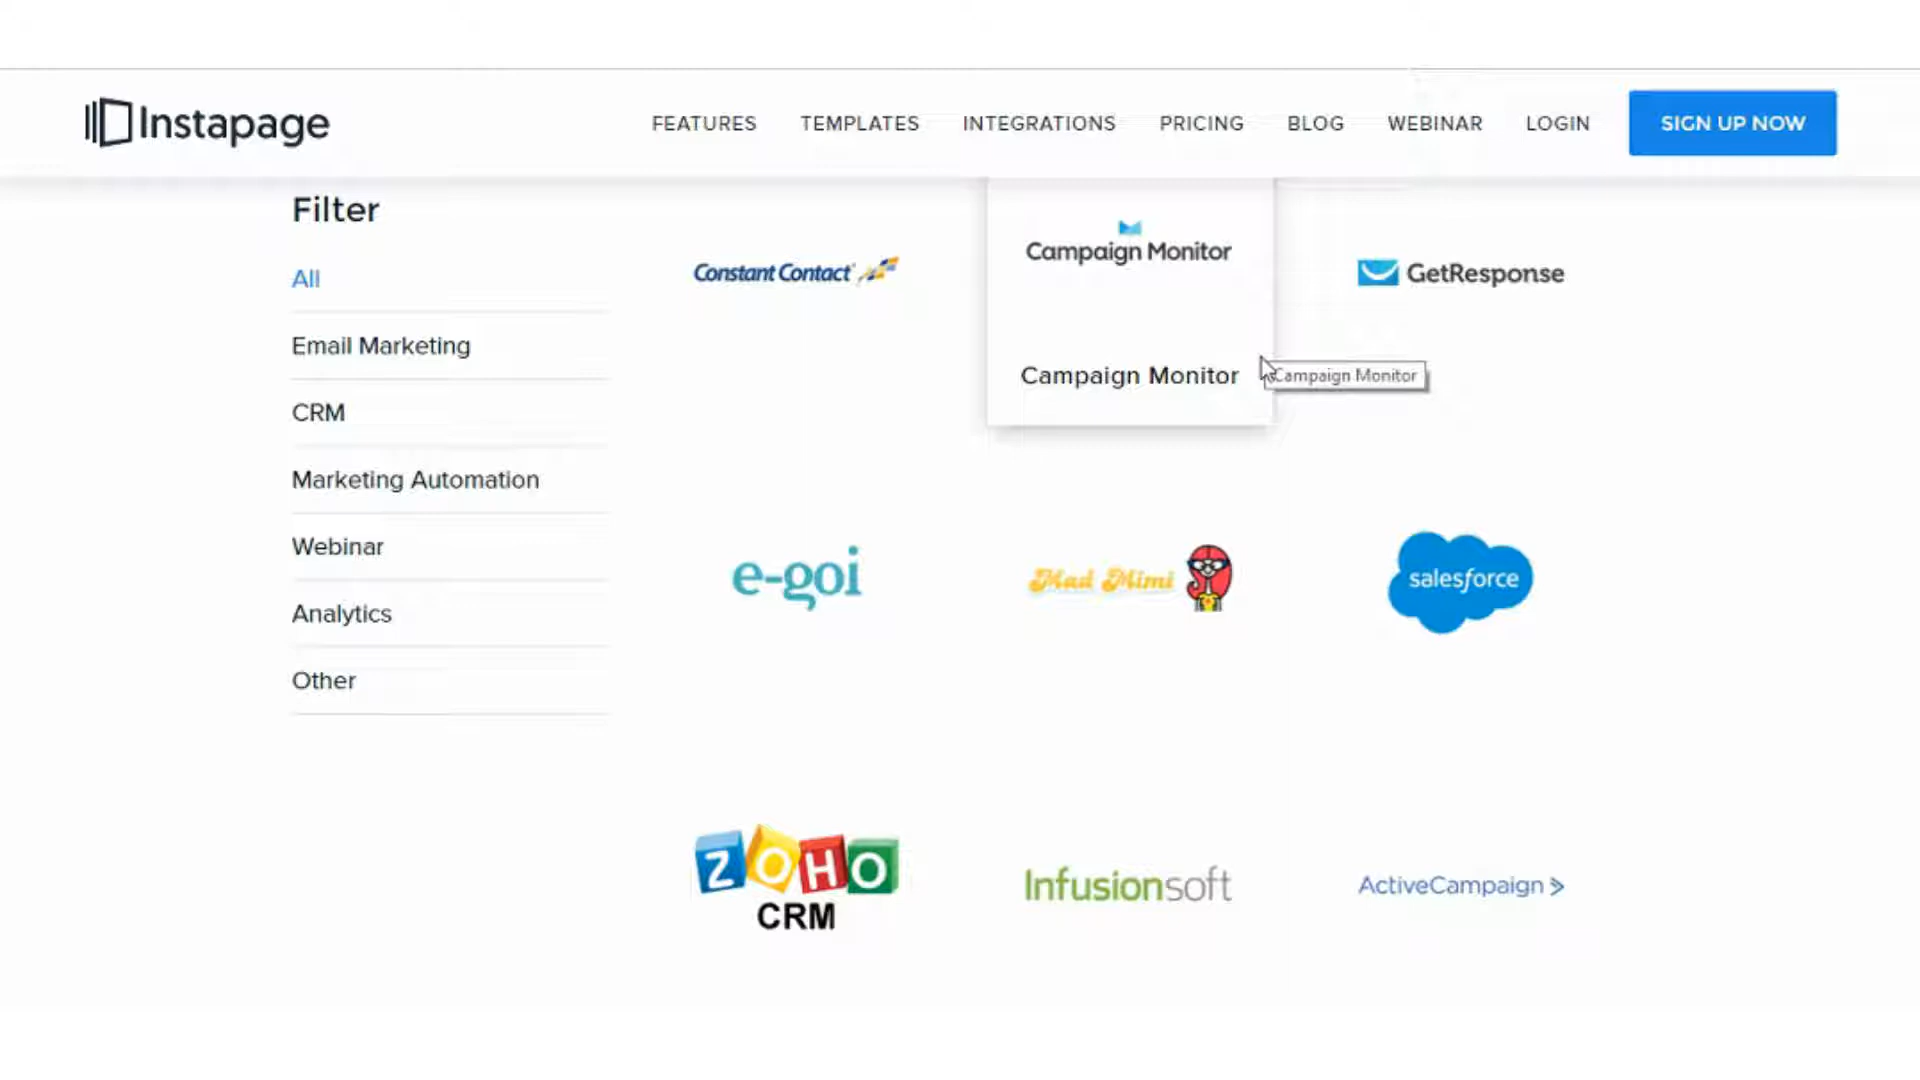 Instapage
FEATURES
TEMPLATES
INTEGRATIONS
PRICING
BLOG
WEBINAR
LOGIN
SIGN UP NOW
Filter
All
Email Marketing
CRM
Marketing Automation
Webinar
Analytics
Other
Constant Contact
Campaign Monitor
GetResponse
Campaign Monitor
Campaign Monitor
e-goi
Mad Mimi
salesforce
ZOHO
CRM
Infusionsoft
ActiveCampaign >